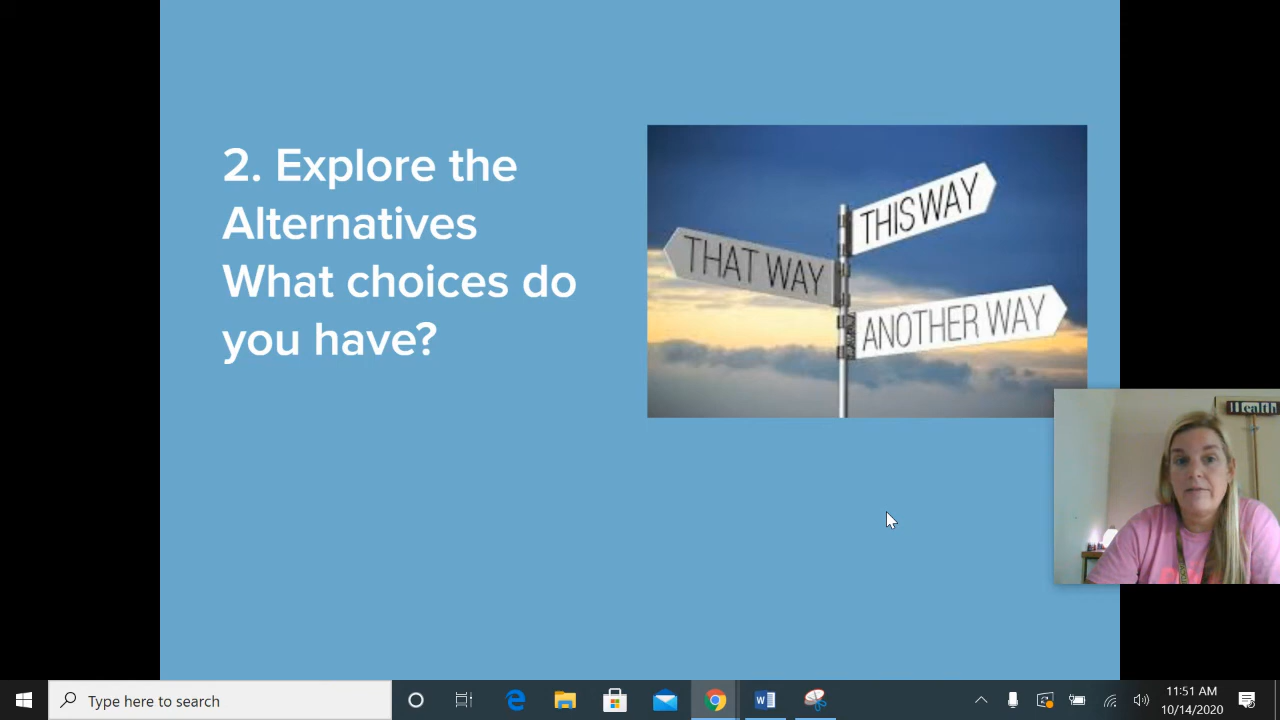 2. Explore the
Alternatives
What choices do
you have?
THIS WAY
THAT WAY
ANOTHER WAY
Health
Type here to search
11:51 AM
10/14/2020